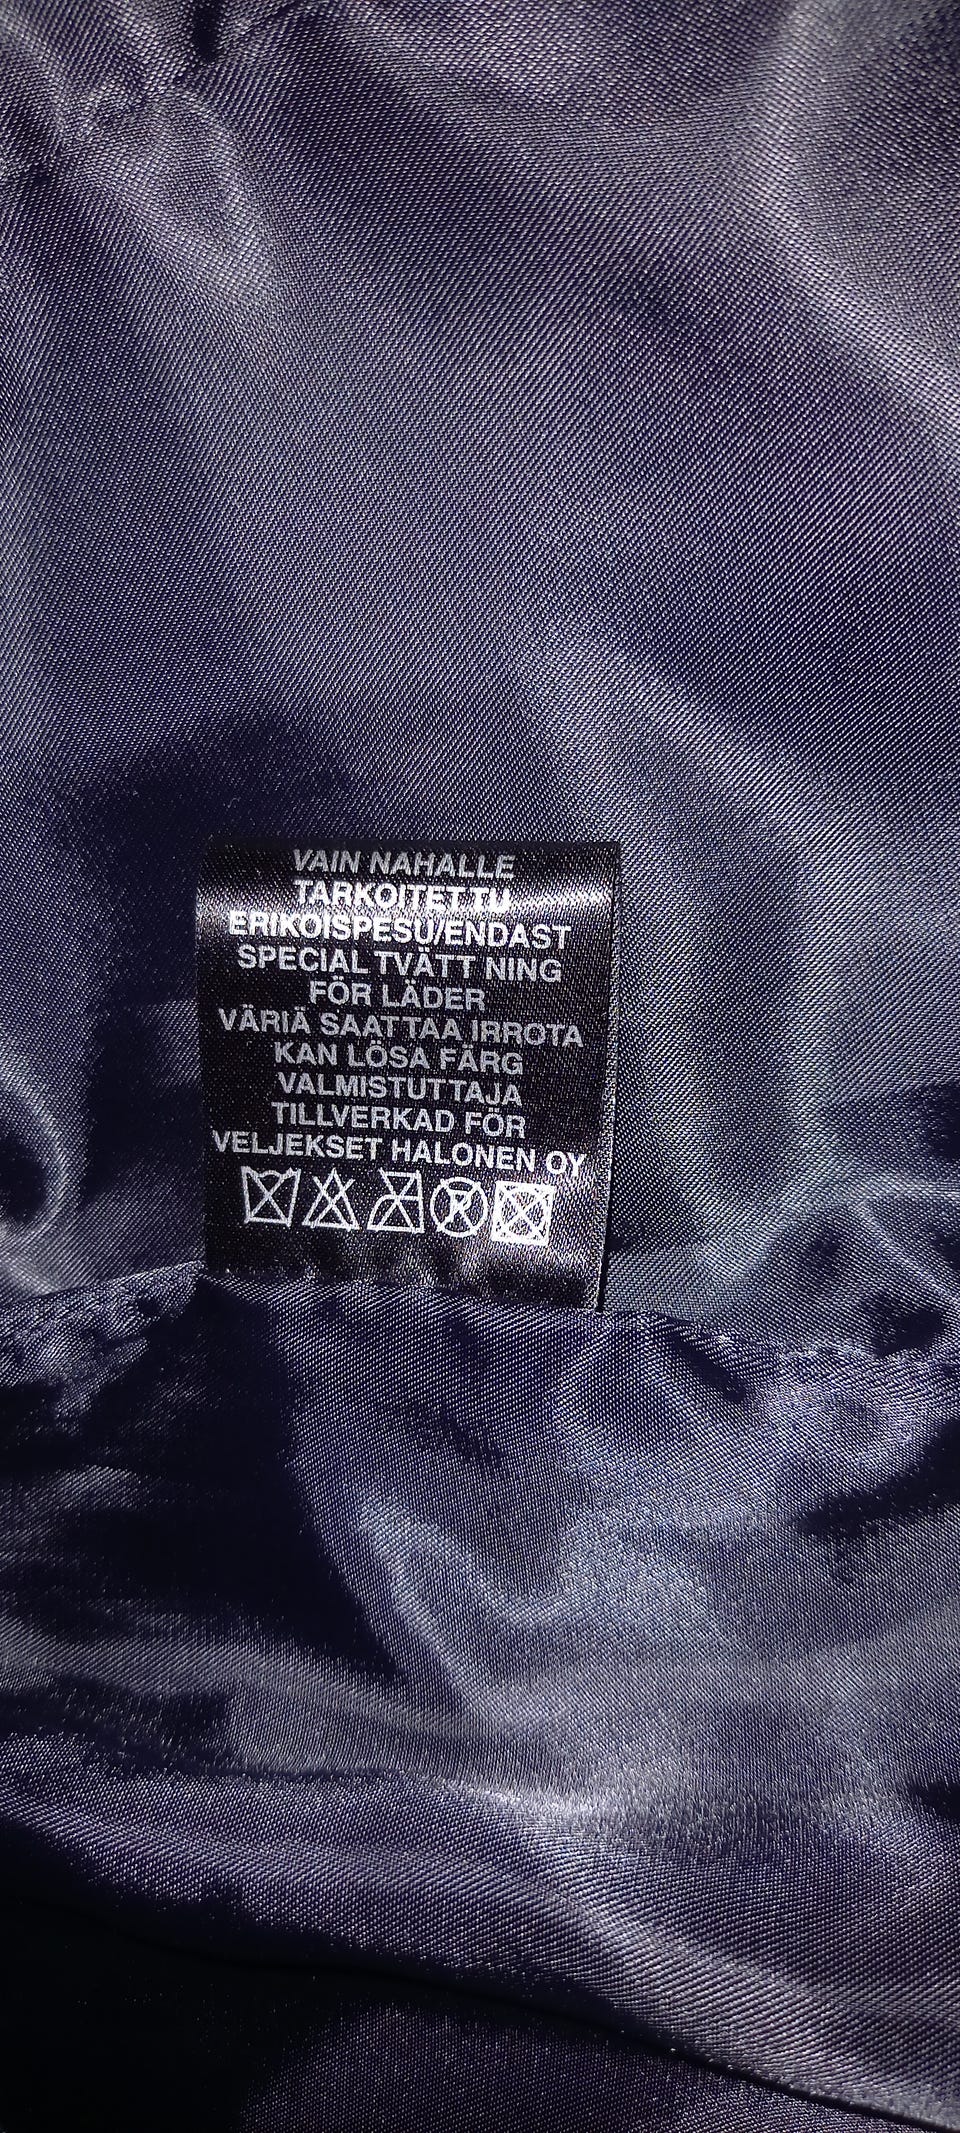 VAIN NAHALLE
TARKOITETTU
ERIKOISPESU/ENDAST
SPECIAL TVÄTT NING
FÖR LÄDER
VÄRIÄ SAATTAA IRROTA
KAN LÖSA FÄRG
VALMISTUTTAJA
TILLVERKAD FÖR
VELJEKSET HALONEN OY